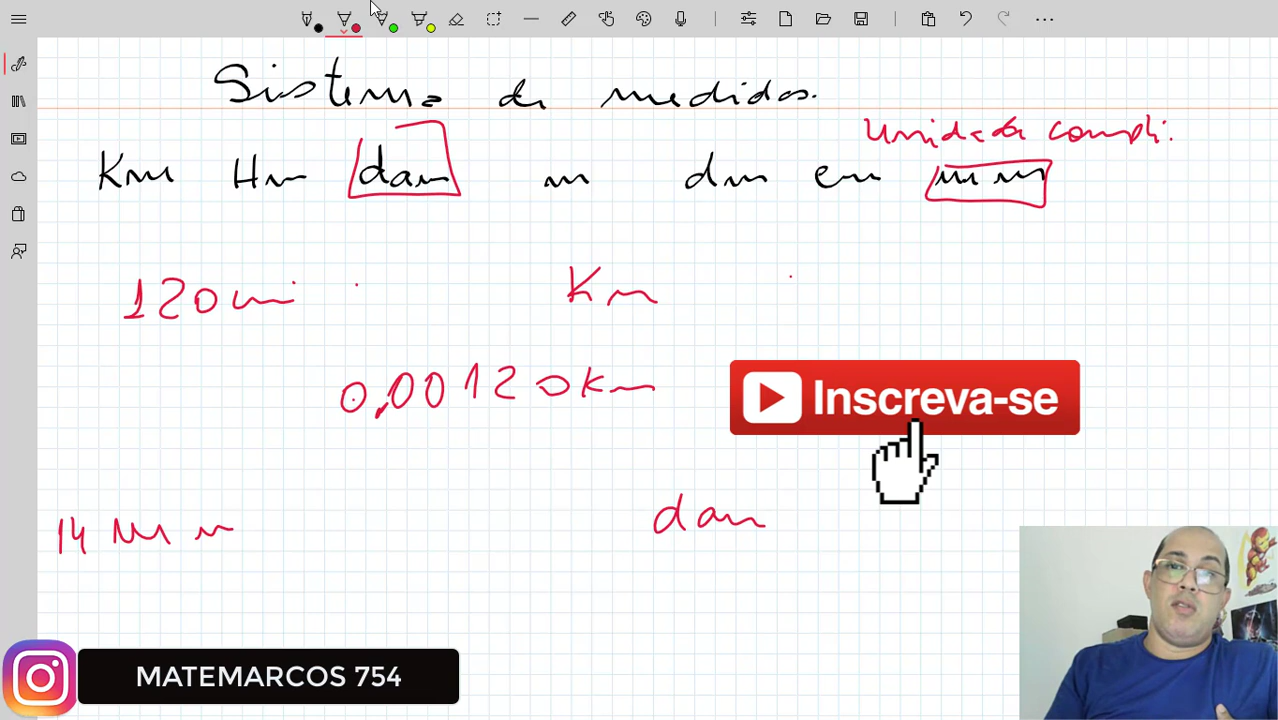 Sistema de medidas.
Unidade compri.
Km Hm dam m dm cm mm
120m Km
0,00120km
Inscreva-se
14 mm dam
MATEMARCOS 754